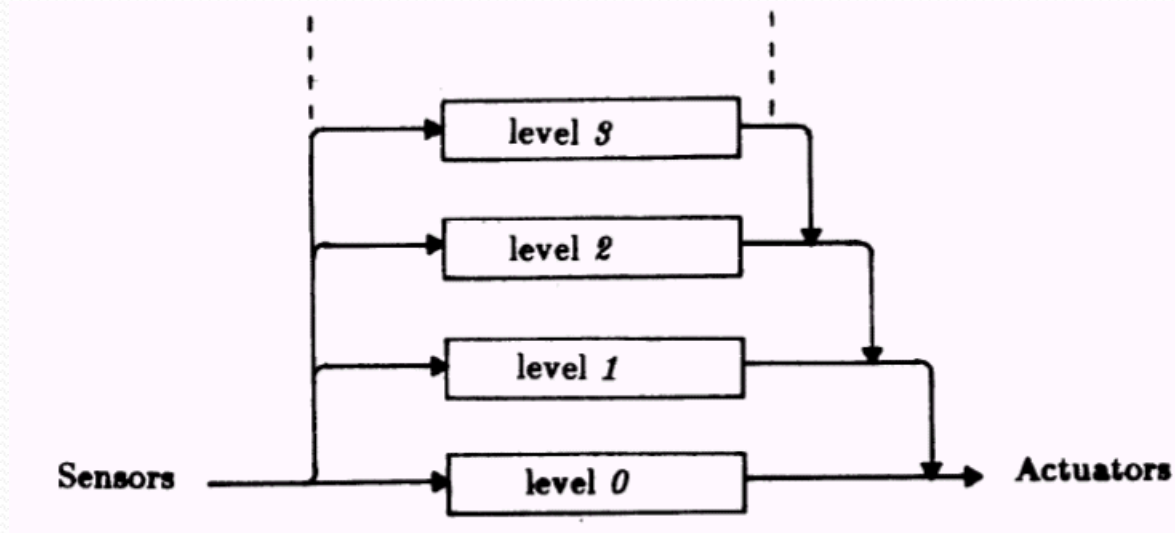 level 3
level 2
level 1
Sensors
level 0
Actuators